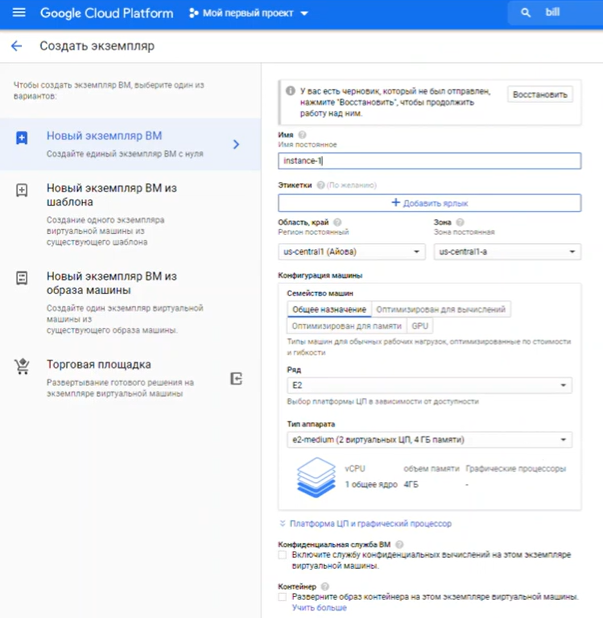 Google Cloud Platform
Мой первый проект
bill
Создать экземпляр
Чтобы создать экземпляр ВМ, выберите один из
вариантов:
Новый экземпляр ВМ
Создайте единый экземпляр ВМ с нуля
Новый экземпляр ВМ из
шаблона
Создание одного экземпляра
виртуальной машины из
существующего шаблона
Новый экземпляр ВМ из
образа машины
Создайте один экземпляр виртуальной
машины из
существующего образа машины.
Торговая площадка
Развертывание готового решения на
экземпляре виртуальной машины
У вас есть черновик, который не был отправлен,
нажмите "Восстановить", чтобы продолжить
работу над ним.
Восстановить
Имя
Имя постоянное
instance-1
Этикетки (По желанию)
+ Добавить ярлык
Область, край
Регион постоянный
us-central1 (Айова)
Зона
Зона постоянная
us-central1-a
Конфигурация машины
Семейство машин
Общее назначение
Оптимизирован для вычислений
Оптимизирован для памяти
GPU
Типы машин для обычных рабочих нагрузок, оптимизированные по стоимости
и гибкости
Ряд
E2
Выбор платформы ЦП в зависимости от доступности
Тип аппарата
e2-medium (2 виртуальных ЦП, 4 ГБ памяти)
vCPU объем памяти Графические процессоры
1 общее ядро 4ГБ -
Платформа ЦП и графический процессор
Конфиденциальная служба ВМ
Включите службу конфиденциальных вычислений на этом экземпляре
виртуальной машины.
Контейнер
Разверните образ контейнера на этом экземпляре виртуальной машины.
Учить больше